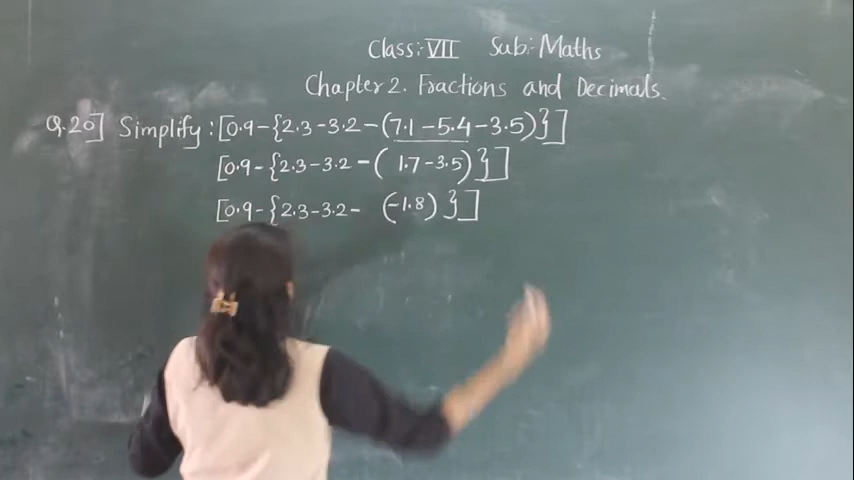 Class:- VII Sub:- Maths
Chapter 2. Fractions and Decimals.
Q.20] Simplify : [0.9-{2.3-3.2-(7.1-5.4-3.5)}]
[0.9-{2.3-3.2-(1.7-3.5)}]
[0.9-{2.3-3.2-(-1.8)}]